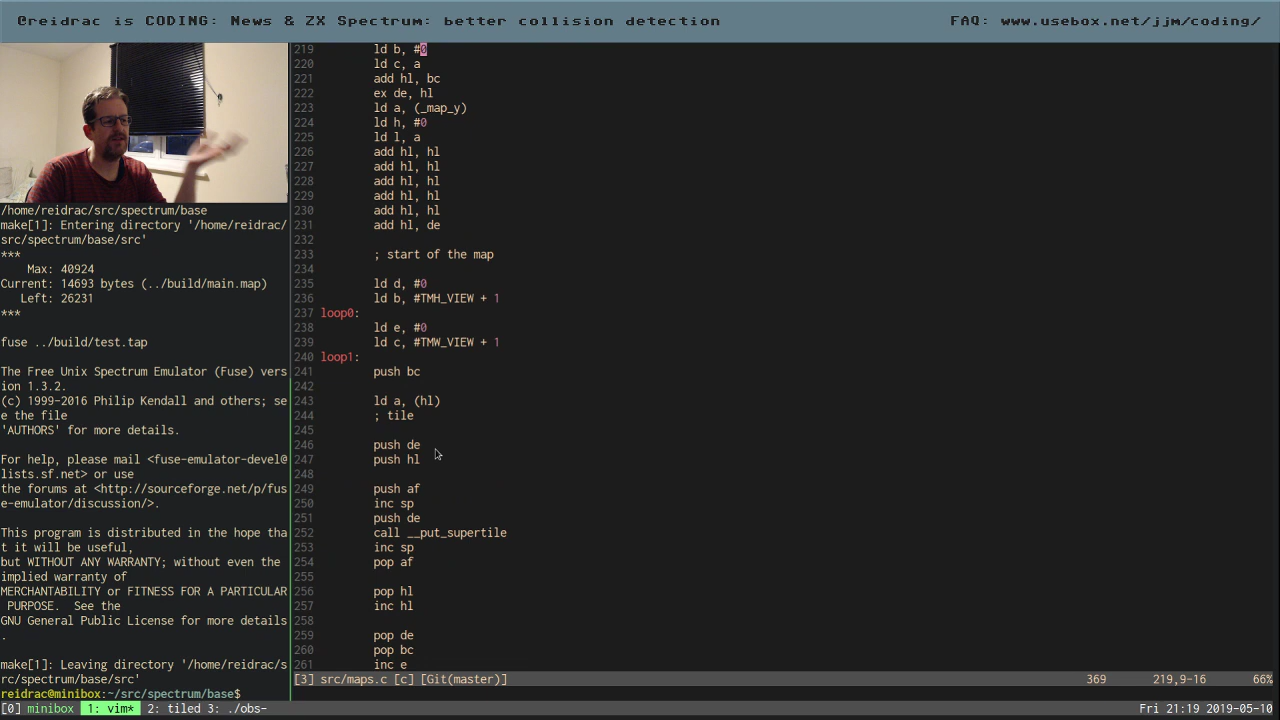 @reidrac is CODING: News & ZX Spectrum: better collision detection
FAQ: www.usebox.net/jjm/coding/
/home/reidrac/src/spectrum/base
make[1]: Entering directory '/home/reidrac/
src/spectrum/base/src'
***
    Max: 40924
Current: 14693 bytes (../build/main.map)
   Left: 26231
***
fuse ../build/test.tap
The Free Unix Spectrum Emulator (Fuse) vers
ion 1.3.2.
(c) 1999-2016 Philip Kendall and others; se
e the file
'AUTHORS' for more details.
For help, please mail <fuse-emulator-devel@
lists.sf.net> or use
the forums at <http://sourceforge.net/p/fus
e-emulator/discussion/>.
This program is distributed in the hope tha
t it will be useful,
but WITHOUT ANY WARRANTY; without even the
implied warranty of
MERCHANTABILITY or FITNESS FOR A PARTICULAR
 PURPOSE.  See the
GNU General Public License for more details
.
make[1]: Leaving directory '/home/reidrac/s
rc/spectrum/base/src'
reidrac@minibox:~/src/spectrum/base$
219 ld b, #0
220 ld c, a
221 add hl, bc
222 ex de, hl
223 ld a, (_map_y)
224 ld h, #0
225 ld l, a
226 add hl, hl
227 add hl, hl
228 add hl, hl
229 add hl, hl
230 add hl, hl
231 add hl, de
232
233 ; start of the map
234
235 ld d, #0
236 ld b, #TMH_VIEW + 1
237 loop0:
238 ld e, #0
239 ld c, #TMW_VIEW + 1
240 loop1:
241 push bc
242
243 ld a, (hl)
244 ; tile
245
246 push de
247 push hl
248
249 push af
250 inc sp
251 push de
252 call __put_supertile
253 inc sp
254 pop af
255
256 pop hl
257 inc hl
258
259 pop de
260 pop bc
261 inc e
[3] src/maps.c [c] [Git(master)] 369 219,9-16 66%
[0] minibox 1: vim* 2: tiled 3: ./obs- Fri 21:19 2019-05-10